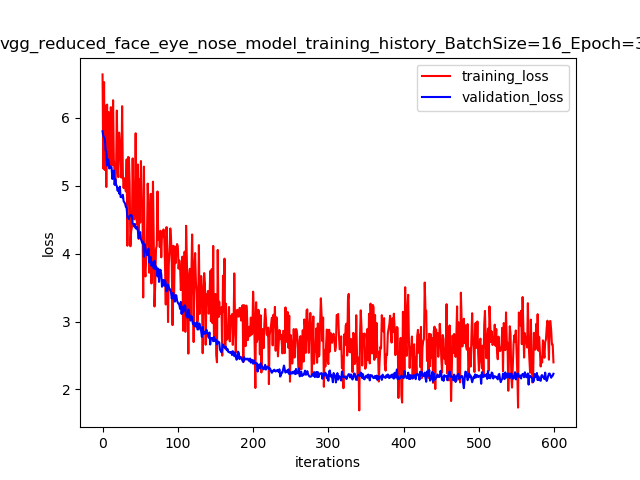 vgg_reduced_face_eye_nose_model_training_history_BatchSize=16_Epoch=3
training_loss
validation_loss
6
5
4
3
2
loss
0 100 200 300 400 500 600
iterations